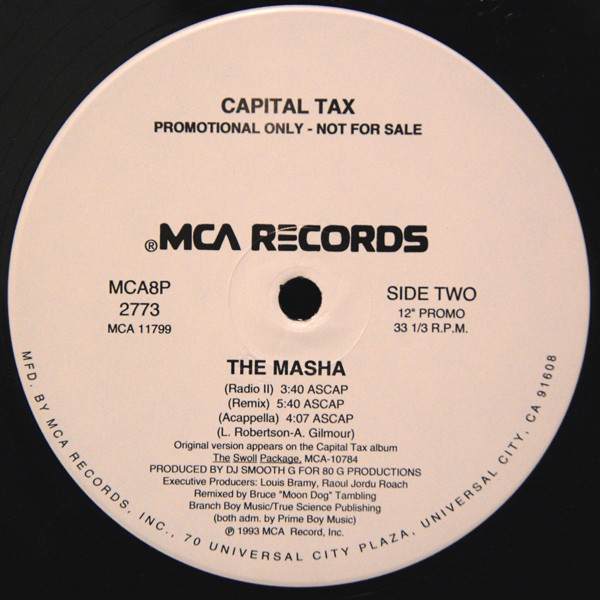 CAPITAL TAX
PROMOTIONAL ONLY - NOT FOR SALE
®MCA RECORDS
MCA8P
2773
MCA 11799
SIDE TWO
12" PROMO
33 1/3 R.P.M.
THE MASHA
(Radio II) 3:40 ASCAP
(Remix) 5:40 ASCAP
(Acappella) 4:07 ASCAP
(L. Robertson-A. Gilmour)
Original version appears on the Capital Tax album
The Swoll Package, MCA-10784
PRODUCED BY DJ SMOOTH G FOR 80 G PRODUCTIONS
Executive Producers: Louis Bramy, Raoul Jordu Roach
Remixed by Bruce "Moon Dog" Tambling
Branch Boy Music/True Science Publishing
(both adm. by Prime Boy Music)
℗ 1993 MCA Record, Inc.
MFD. BY MCA RECORDS, INC., 70 UNIVERSAL CITY PLAZA, UNIVERSAL CITY, CA 91608